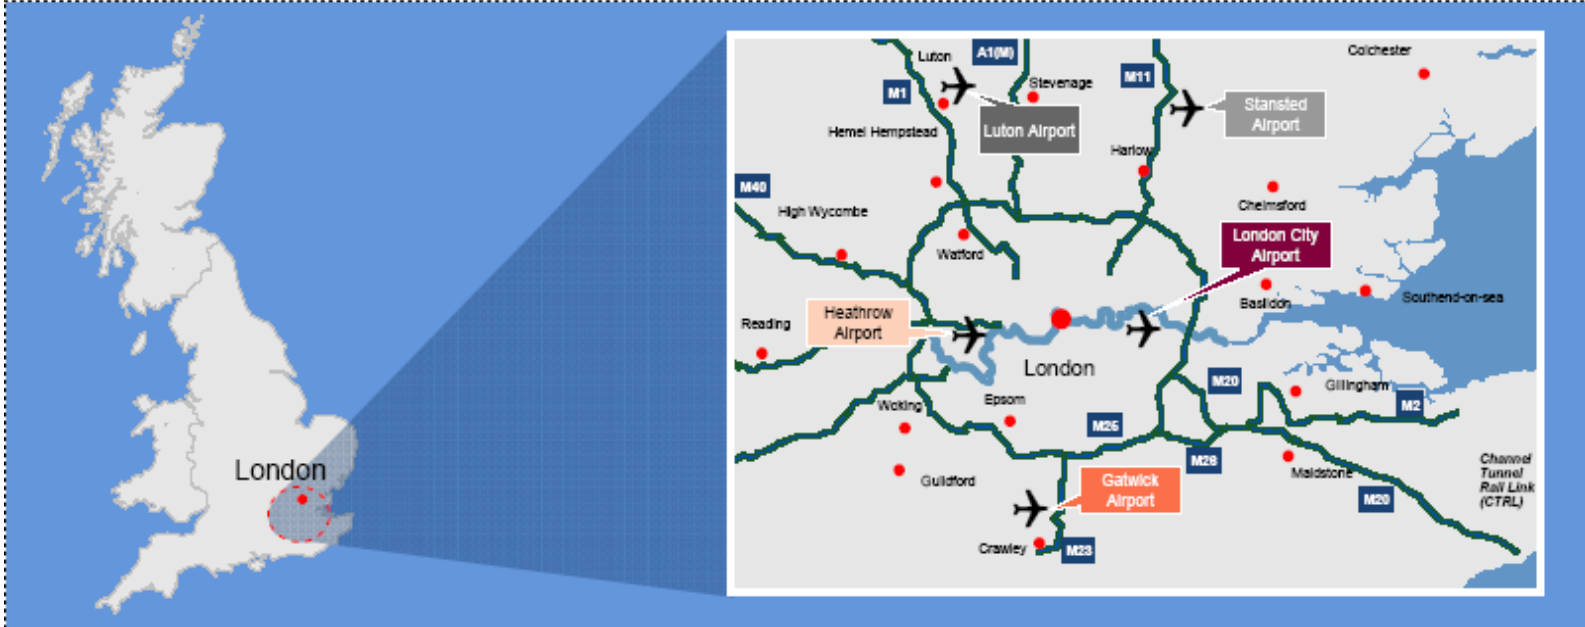 London
Luton
A1(M)
Colchester
M1
Stevenage
M11
Stansted
Airport
Hemel Hempstead
Luton Airport
Harlow
M40
High Wycombe
Chelmsford
London City
Airport
Watford
Basildon
Southend-on-sea
Heathrow
Airport
Reading
London
M20
Gillingham
M2
Woking
Epsom
M25
M26
Maidstone
Guildford
Gatwick
Airport
M20
Channel
Tunnel
Rail Link
(CTRL)
Crawley
M23